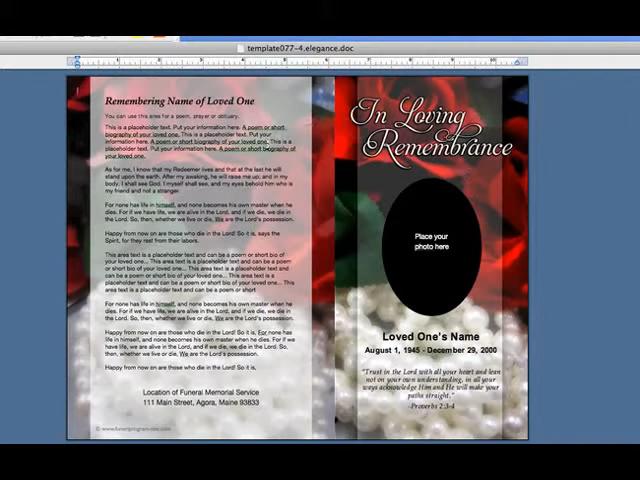 template077-4.elegance.doc
Remembering Name of Loved One
You can use this area for a poem, prayer or obituary.
This is a placeholder text. Put your information here. A poem or short
biography of your loved one. This is a placeholder text. Put your
information here. A poem or short biography of your loved one. This is a
placeholder text. Put your information here. A poem or short biography of
your loved one.
As for me, I know that my Redeemer lives and that at the last he will
stand upon the earth. After my awaking, he will raise me up; and in my
body, I shall see God. I myself shall see, and my eyes behold him who is
my friend and not a stranger.
For none has life in himself, and none becomes his own master when he
dies. For if we have life, we are alive in the Lord, and if we die, we die in
the Lord. So, then, whether we live or die, We are the Lord's possession.
Happy from now on are those who die in the Lord! So it is, says the
Spirit, for they rest from their labors.
This area text is a placeholder text and can be a poem or short bio of
your loved one... This area text is a placeholder text and can be a poem
or short bio of your loved one... This area text is a placeholder text and
can be a poem or short bio of your loved one... This area text is a
placeholder text and can be a poem or short bio of your loved one... This
area text is a placeholder text and can be a poem or short
For none has life in himself, and none becomes his own master when he
dies. For if we have life, we are alive in the Lord, and if we die, we die in
the Lord. So, then, whether we live or die, We are the Lord's possession.
Happy from now on are those who die in the Lord! So it is, For none has
life in himself, and none becomes his own master when he dies. For if
we have life, we are alive in the Lord, and if we die, we die in the Lord. So,
then, whether we live or die, We are the Lord's possession.
Happy from now on are those who die in the Lord! So it is,
Location of Funeral Memorial Service
111 Main Street, Agora, Maine 93833
© www.funeralprogram-site.com
In Loving
Remembrance
Place your
photo here
Loved One's Name
August 1, 1945 - December 29, 2000
"Trust in the Lord with all your heart and lean
not on your own understanding, in all your
ways acknowledge Him and He will make your
paths straight."
-Proverbs 2:3-4